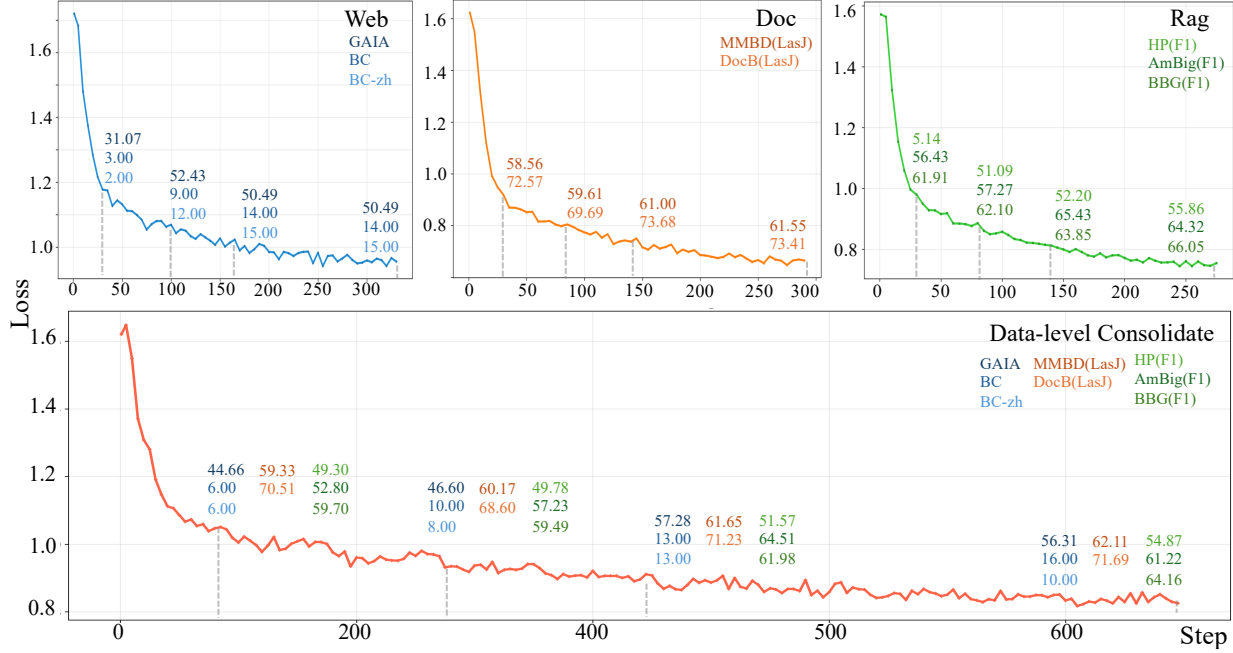 Web
GAIA
BC
BC-zh
1.6
1.4
1.2
1.0
31.07
3.00
2.00
52.43
9.00
12.00
50.49
14.00
15.00
50.49
14.00
15.00
0 50 100 150 200 250 300
Doc
MMBD(LasJ)
DocB(LasJ)
1.6
1.4
1.2
1.0
0.8
58.56
72.57
59.61
69.69
61.00
73.68
61.55
73.41
0 50 100 150 200 250 300
Rag
HP(F1)
AmBig(F1)
BBG(F1)
1.6
1.4
1.2
1.0
0.8
5.14
56.43
61.91
51.09
57.27
62.10
52.20
65.43
63.85
55.86
64.32
66.05
0 50 100 150 200 250
Loss
Data-level Consolidate
GAIA MMBD(LasJ) HP(F1)
BC DocB(LasJ) AmBig(F1)
BC-zh BBG(F1)
1.6
1.4
1.2
1.0
0.8
44.66 59.33 49.30
6.00 70.51 52.80
6.00 59.70
46.60 60.17 49.78
10.00 68.60 57.23
8.00 59.49
57.28 61.65 51.57
13.00 71.23 64.51
13.00 61.98
56.31 62.11 54.87
16.00 71.69 61.22
10.00 64.16
0 200 400 500 600 Step